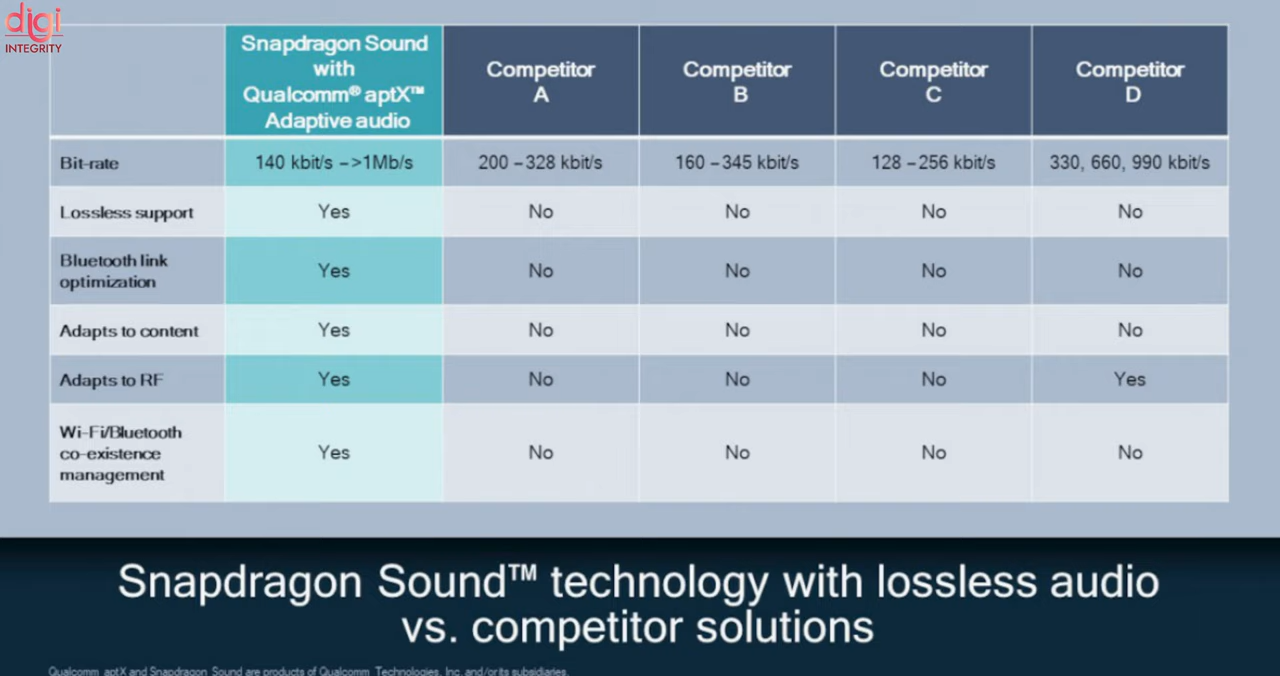 digi
INTEGRITY
Snapdragon Sound
with
Qualcomm® aptX™
Adaptive audio
Competitor
A
Competitor
B
Competitor
C
Competitor
D
Bit-rate 140 kbit/s –>1Mb/s 200 – 328 kbit/s 160 – 345 kbit/s 128 – 256 kbit/s 330, 660, 990 kbit/s
Lossless support Yes No No No No
Bluetooth link
optimization Yes No No No No
Adapts to content Yes No No No No
Adapts to RF Yes No No No Yes
Wi-Fi/Bluetooth
co-existence
management Yes No No No No
Snapdragon Sound™ technology with lossless audio
vs. competitor solutions
Qualcomm aptX and Snapdragon Sound are products of Qualcomm Technologies, Inc. and/or its subsidiaries.